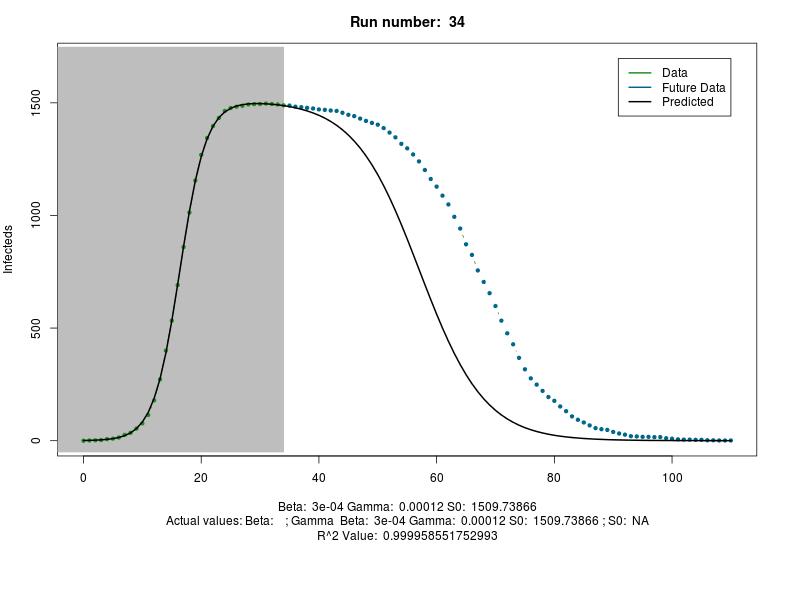 Run number: 34
Data
Future Data
Predicted
1500
1000
500
0
Infecteds
0 20 40 60 80 100
Beta: 3e-04 Gamma: 0.00012 S0: 1509.73866
Actual values: Beta: ; Gamma Beta: 3e-04 Gamma: 0.00012 S0: 1509.73866 ; S0: NA
R^2 Value: 0.999958551752993